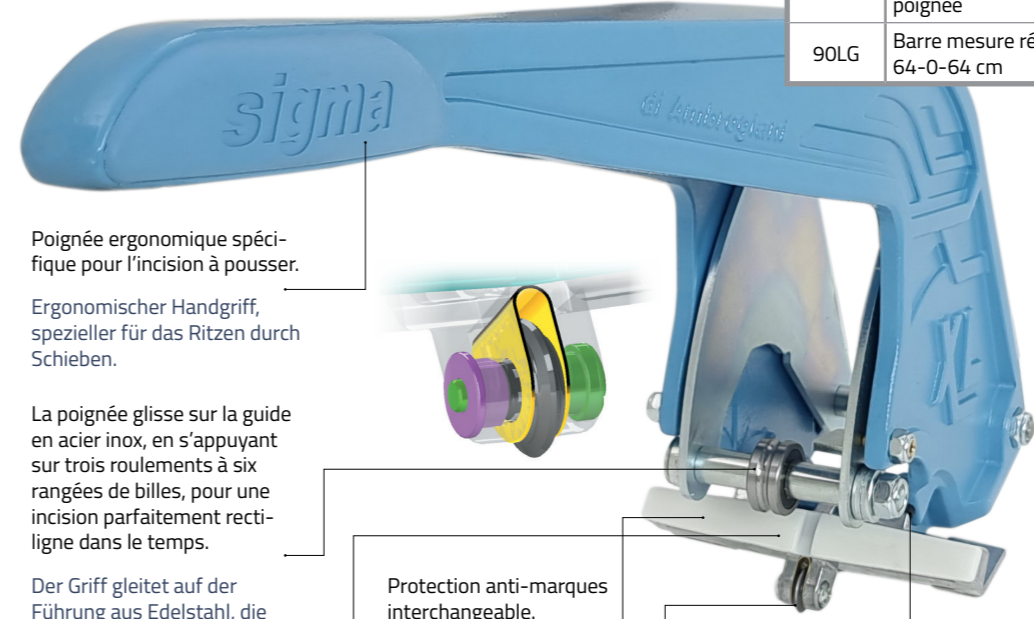 poignée
90LG
Barre mesure ré
64-0-64 cm
sigma
di Ambrogiani
KL
Poignée ergonomique spéci-
fique pour l'incision à pousser.
Ergonomischer Handgriff,
spezieller für das Ritzen durch
Schieben.
La poignée glisse sur la guide
en acier inox, en s'appuyant
sur trois roulements à six
rangées de billes, pour une
incision parfaitement recti-
ligne dans le temps.
Der Griff gleitet auf der
Führung aus Edelstahl, die
Protection anti-marques
interchangeable.